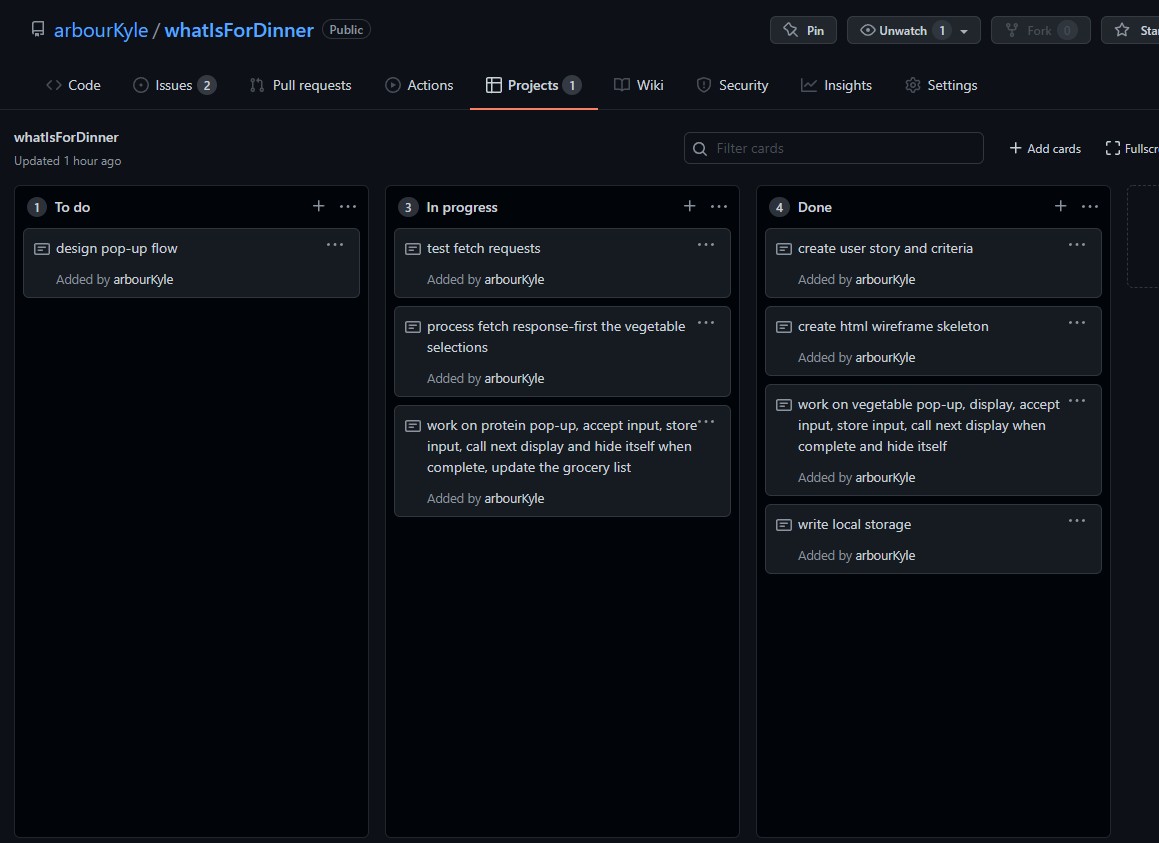 arbourKyle / whatIsForDinner Public
Pin
Unwatch 1
Fork 0
Code
Issues 2
Pull requests
Actions
Projects 1
Wiki
Security
Insights
Settings
whatIsForDinner
Updated 1 hour ago
Filter cards
Add cards
1 To do
design pop-up flow
Added by arbourKyle
3 In progress
test fetch requests
Added by arbourKyle
process fetch response-first the vegetable
selections
Added by arbourKyle
work on protein pop-up, accept input, store
input, call next display and hide itself when
complete, update the grocery list
Added by arbourKyle
4 Done
create user story and criteria
Added by arbourKyle
create html wireframe skeleton
Added by arbourKyle
work on vegetable pop-up, display, accept
input, store input, call next display when
complete and hide itself
Added by arbourKyle
write local storage
Added by arbourKyle